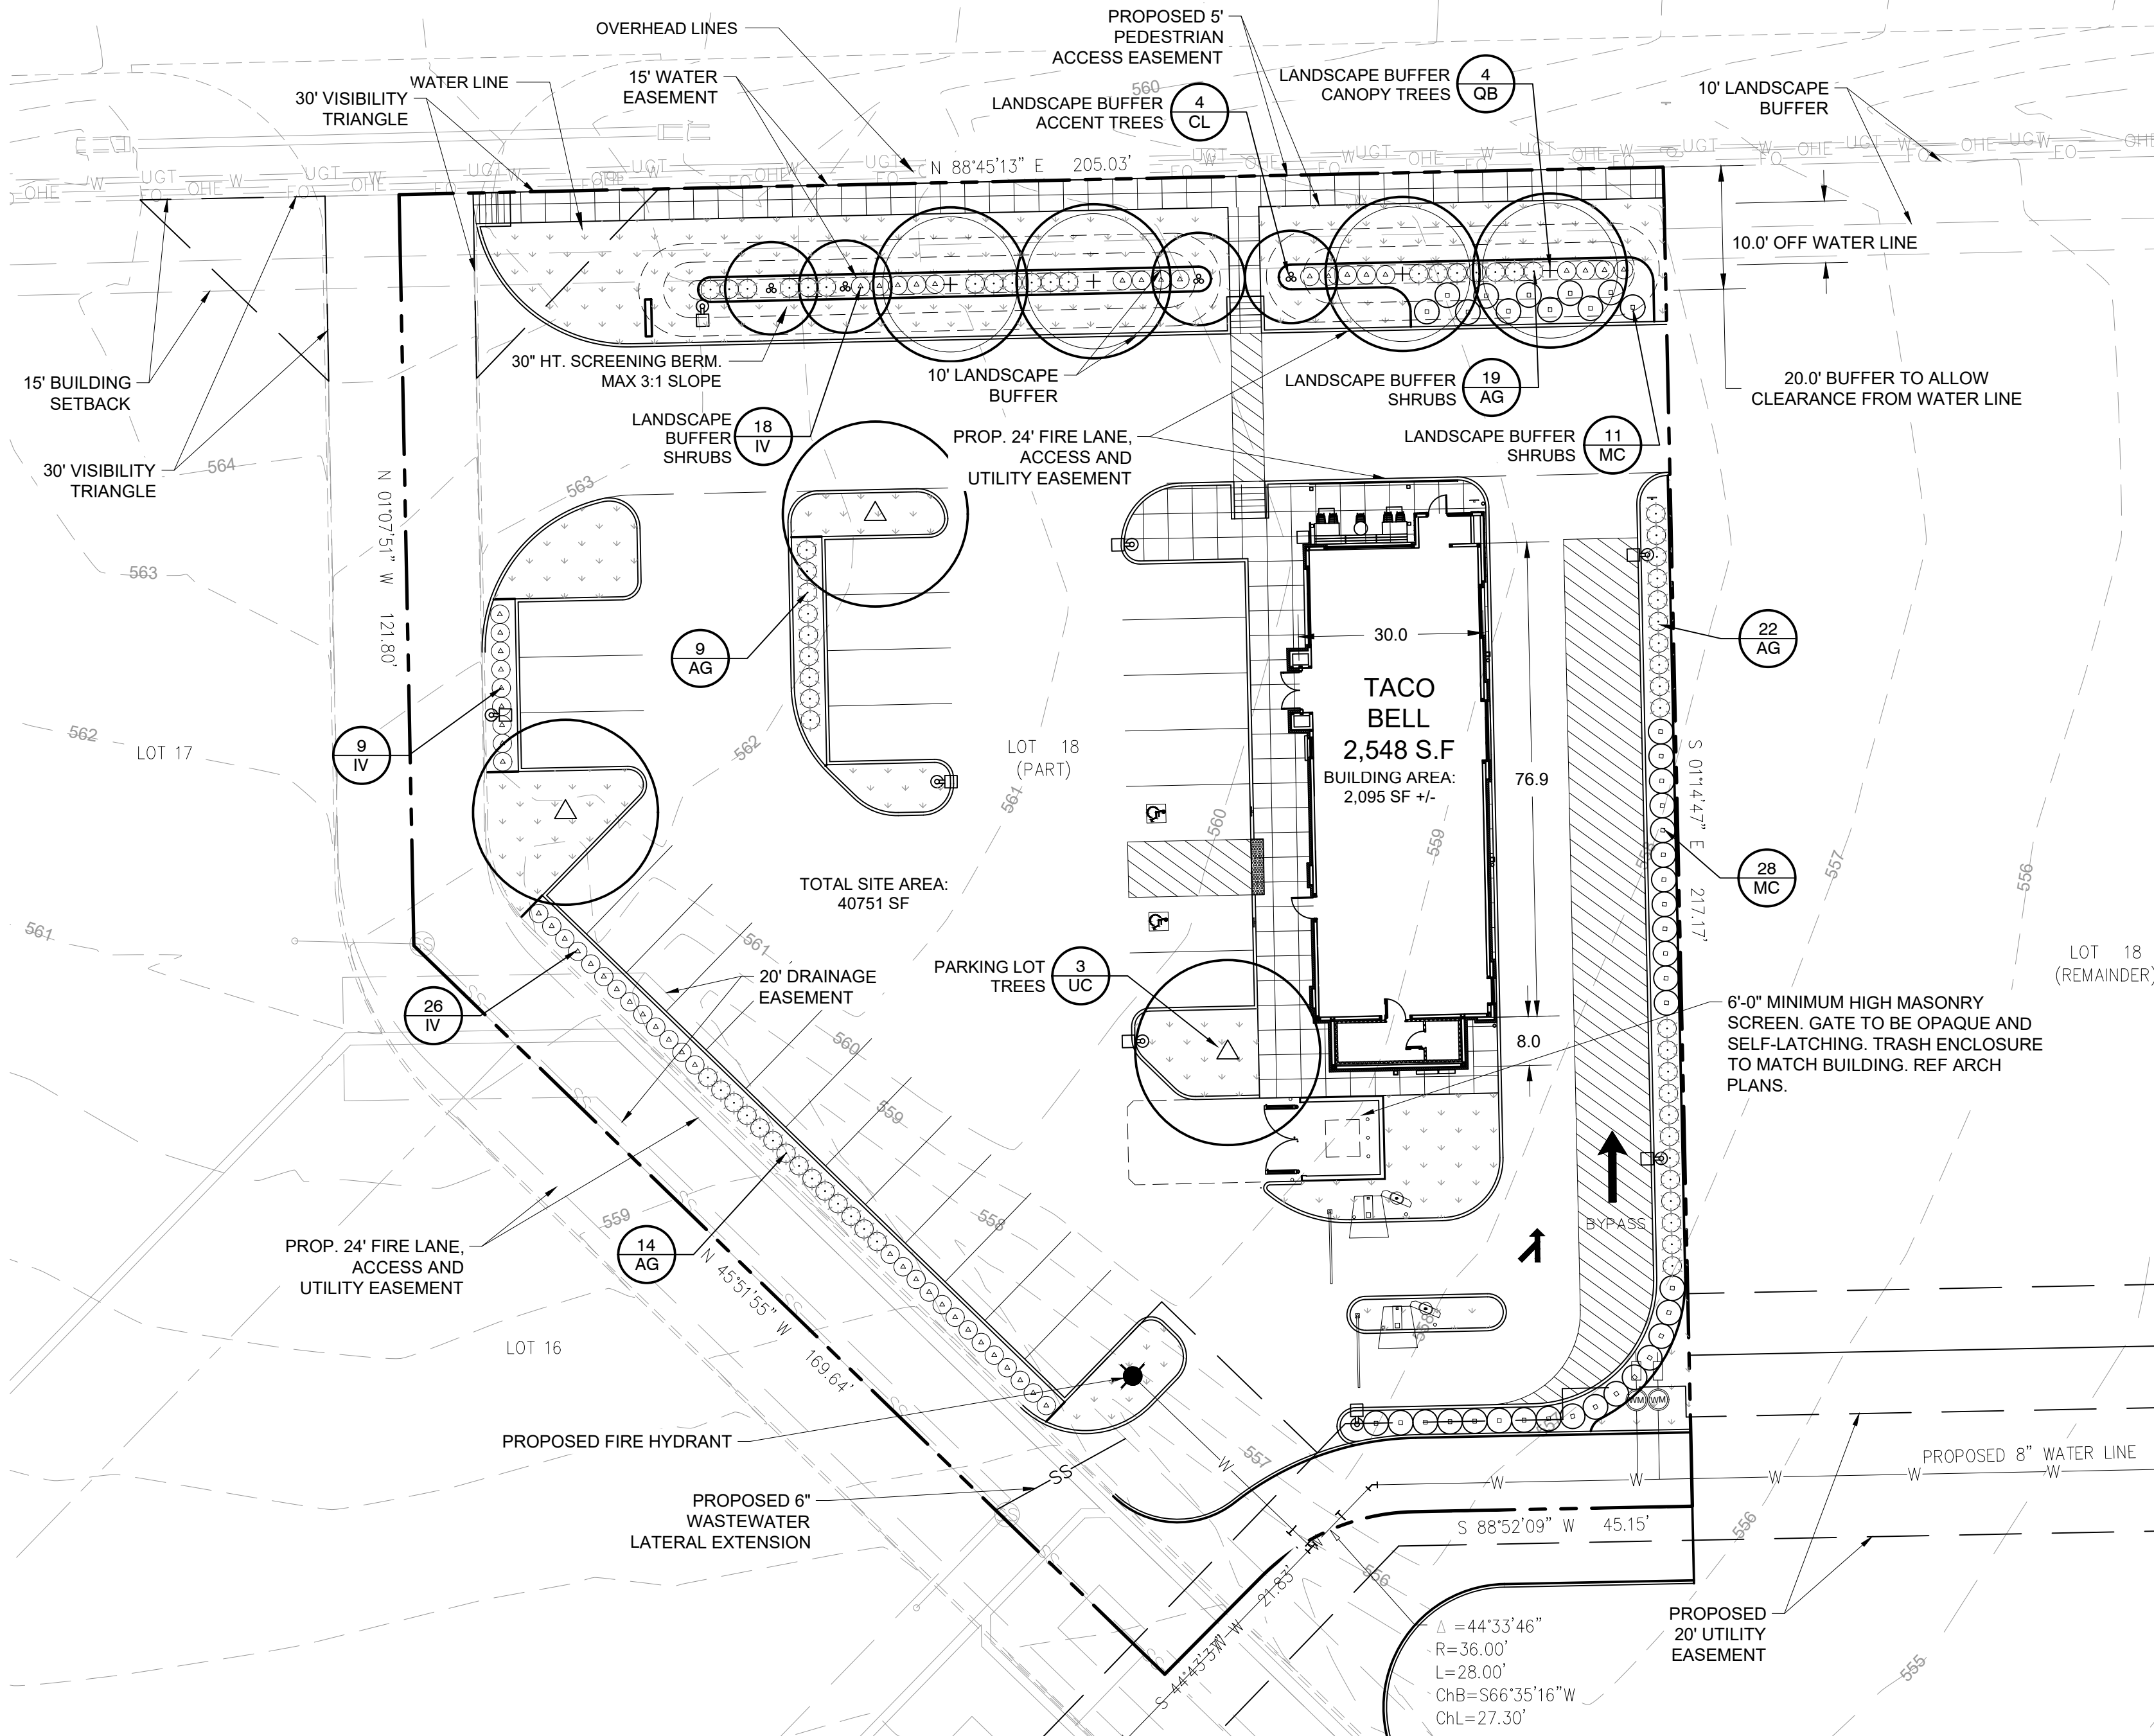 OVERHEAD LINES
PROPOSED 5'
PEDESTRIAN
ACCESS EASEMENT
WATER LINE
30' VISIBILITY
TRIANGLE
15' WATER
EASEMENT
560
LANDSCAPE BUFFER
ACCENT TREES
4
CL
LANDSCAPE BUFFER
CANOPY TREES
4
QB
10' LANDSCAPE
BUFFER
UGT OHE W FO
N 88°45'13" E 205.03'
10.0' OFF WATER LINE
15' BUILDING
SETBACK
30" HT. SCREENING BERM.
MAX 3:1 SLOPE
10' LANDSCAPE
BUFFER
LANDSCAPE BUFFER
SHRUBS
19
AG
20.0' BUFFER TO ALLOW
CLEARANCE FROM WATER LINE
LANDSCAPE
BUFFER
SHRUBS
18
IV
PROP. 24' FIRE LANE,
ACCESS AND
UTILITY EASEMENT
LANDSCAPE BUFFER
SHRUBS
11
MC
30' VISIBILITY
TRIANGLE
564
563
563
N 01°07'51" W 121.80'
9
AG
30.0
22
AG
TACO
BELL
2,548 S.F
BUILDING AREA:
2,095 SF +/-
76.9
562
LOT 17
9
IV
562
LOT 18
(PART)
561
560
559
S 01°14'47" E 217.17'
557
556
28
MC
TOTAL SITE AREA:
40751 SF
561
561
LOT 18
(REMAINDER)
20' DRAINAGE
EASEMENT
PARKING LOT
TREES
3
UC
26
IV
6'-0" MINIMUM HIGH MASONRY
SCREEN. GATE TO BE OPAQUE AND
SELF-LATCHING. TRASH ENCLOSURE
TO MATCH BUILDING. REF ARCH
PLANS.
8.0
560
559
558
559
BYPASS
PROP. 24' FIRE LANE,
ACCESS AND
UTILITY EASEMENT
14
AG
N 45°51'55" W 169.64'
LOT 16
558
WM WM
PROPOSED FIRE HYDRANT
557
W
PROPOSED 8" WATER LINE
W W W W
SS
PROPOSED 6"
WASTEWATER
LATERAL EXTENSION
S 88°52'09" W 45.15'
556
556
21.83'
PROPOSED
20' UTILITY
EASEMENT
Δ =44°33'46"
R=36.00'
L=28.00'
ChB=S66°35'16"W
ChL=27.30'
555